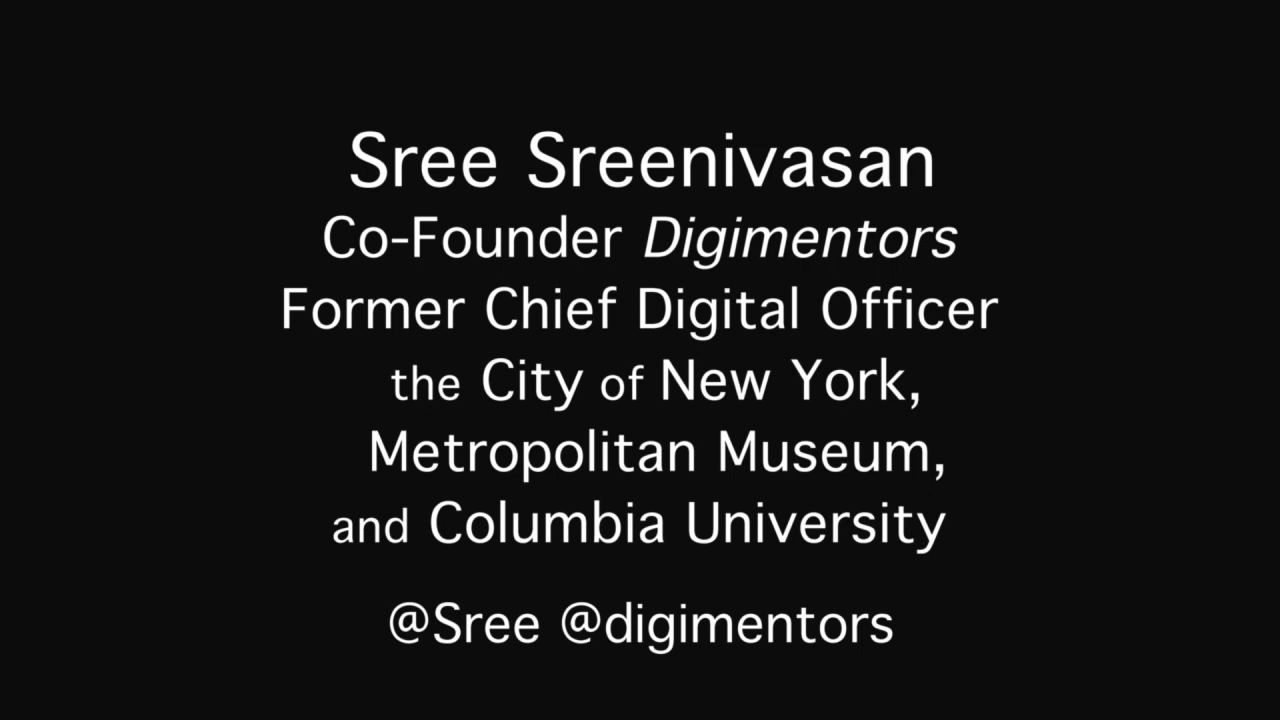 Sree Sreenivasan
Co-Founder Digimentors
Former Chief Digital Officer
the City of New York,
Metropolitan Museum,
and Columbia University
@Sree @digimentors